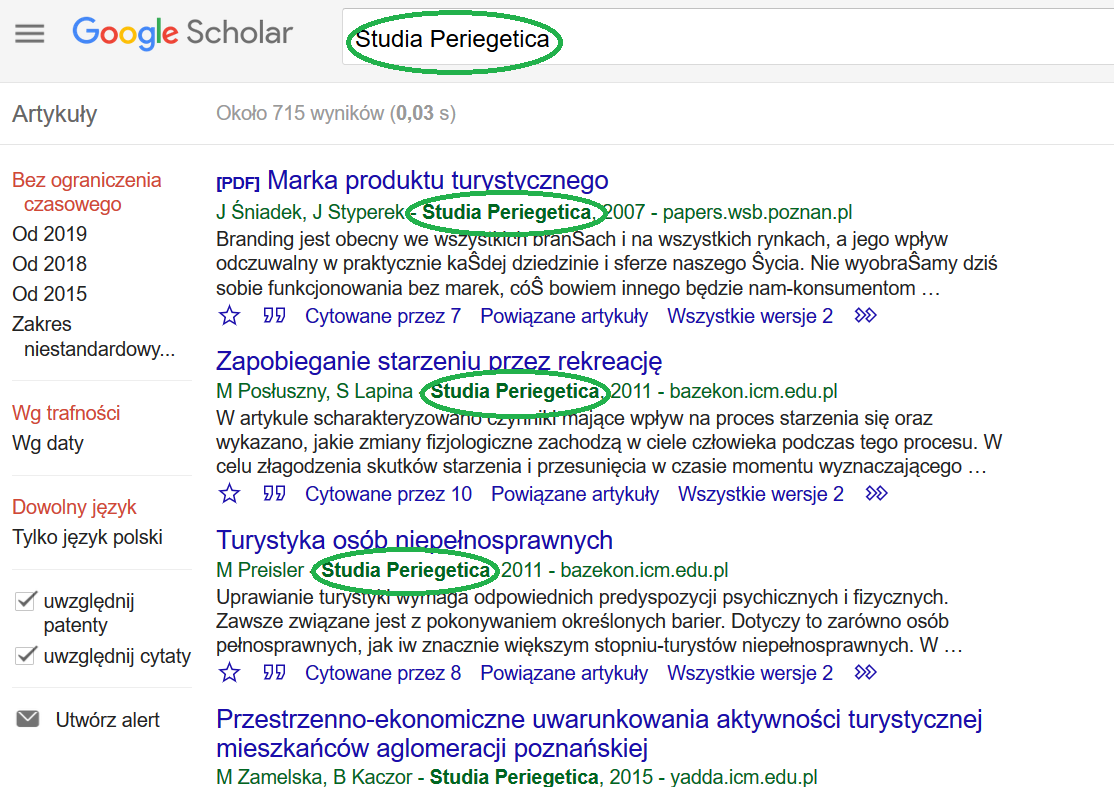 Google Scholar
Studia Periegetica
Artykuły
Około 715 wyników (0,03 s)
Bez ograniczenia
czasowego
Od 2019
Od 2018
Od 2015
Zakres
niestandardowy...
Wg trafności
Wg daty
Dowolny język
Tylko język polski
uwzględnij
patenty
uwzględnij cytaty
Utwórz alert
[PDF] Marka produktu turystycznego
J Śniadek, J Styperek - Studia Periegetica, 2007 - papers.wsb.poznan.pl
Branding jest obecny we wszystkich branŜach i na wszystkich rynkach, a jego wpływ
odczuwalny w praktycznie kaŜdej dziedzinie i sferze naszego Ŝycia. Nie wyobraŜamy dziś
sobie funkcjonowania bez marek, cóŜ bowiem innego będzie nam-konsumentom …
Cytowane przez 7 Powiązane artykuły Wszystkie wersje 2
Zapobieganie starzeniu przez rekreację
M Posłuszny, S Lapina - Studia Periegetica, 2011 - bazekon.icm.edu.pl
W artykule scharakteryzowano czynniki mające wpływ na proces starzenia się oraz
wykazano, jakie zmiany fizjologiczne zachodzą w ciele człowieka podczas tego procesu. W
celu złagodzenia skutków starzenia i przesunięcia w czasie momentu wyznaczającego …
Cytowane przez 10 Powiązane artykuły Wszystkie wersje 2
Turystyka osób niepełnosprawnych
M Preisler - Studia Periegetica, 2011 - bazekon.icm.edu.pl
Uprawianie turystyki wymaga odpowiednich predyspozycji psychicznych i fizycznych.
Zawsze związane jest z pokonywaniem określonych barier. Dotyczy to zarówno osób
pełnosprawnych, jak iw znacznie większym stopniu-turystów niepełnosprawnych. W …
Cytowane przez 8 Powiązane artykuły Wszystkie wersje 2
Przestrzenno-ekonomiczne uwarunkowania aktywności turystycznej
mieszkańców aglomeracji poznańskiej
M Zamelska, B Kaczor - Studia Periegetica, 2015 - yadda.icm.edu.pl